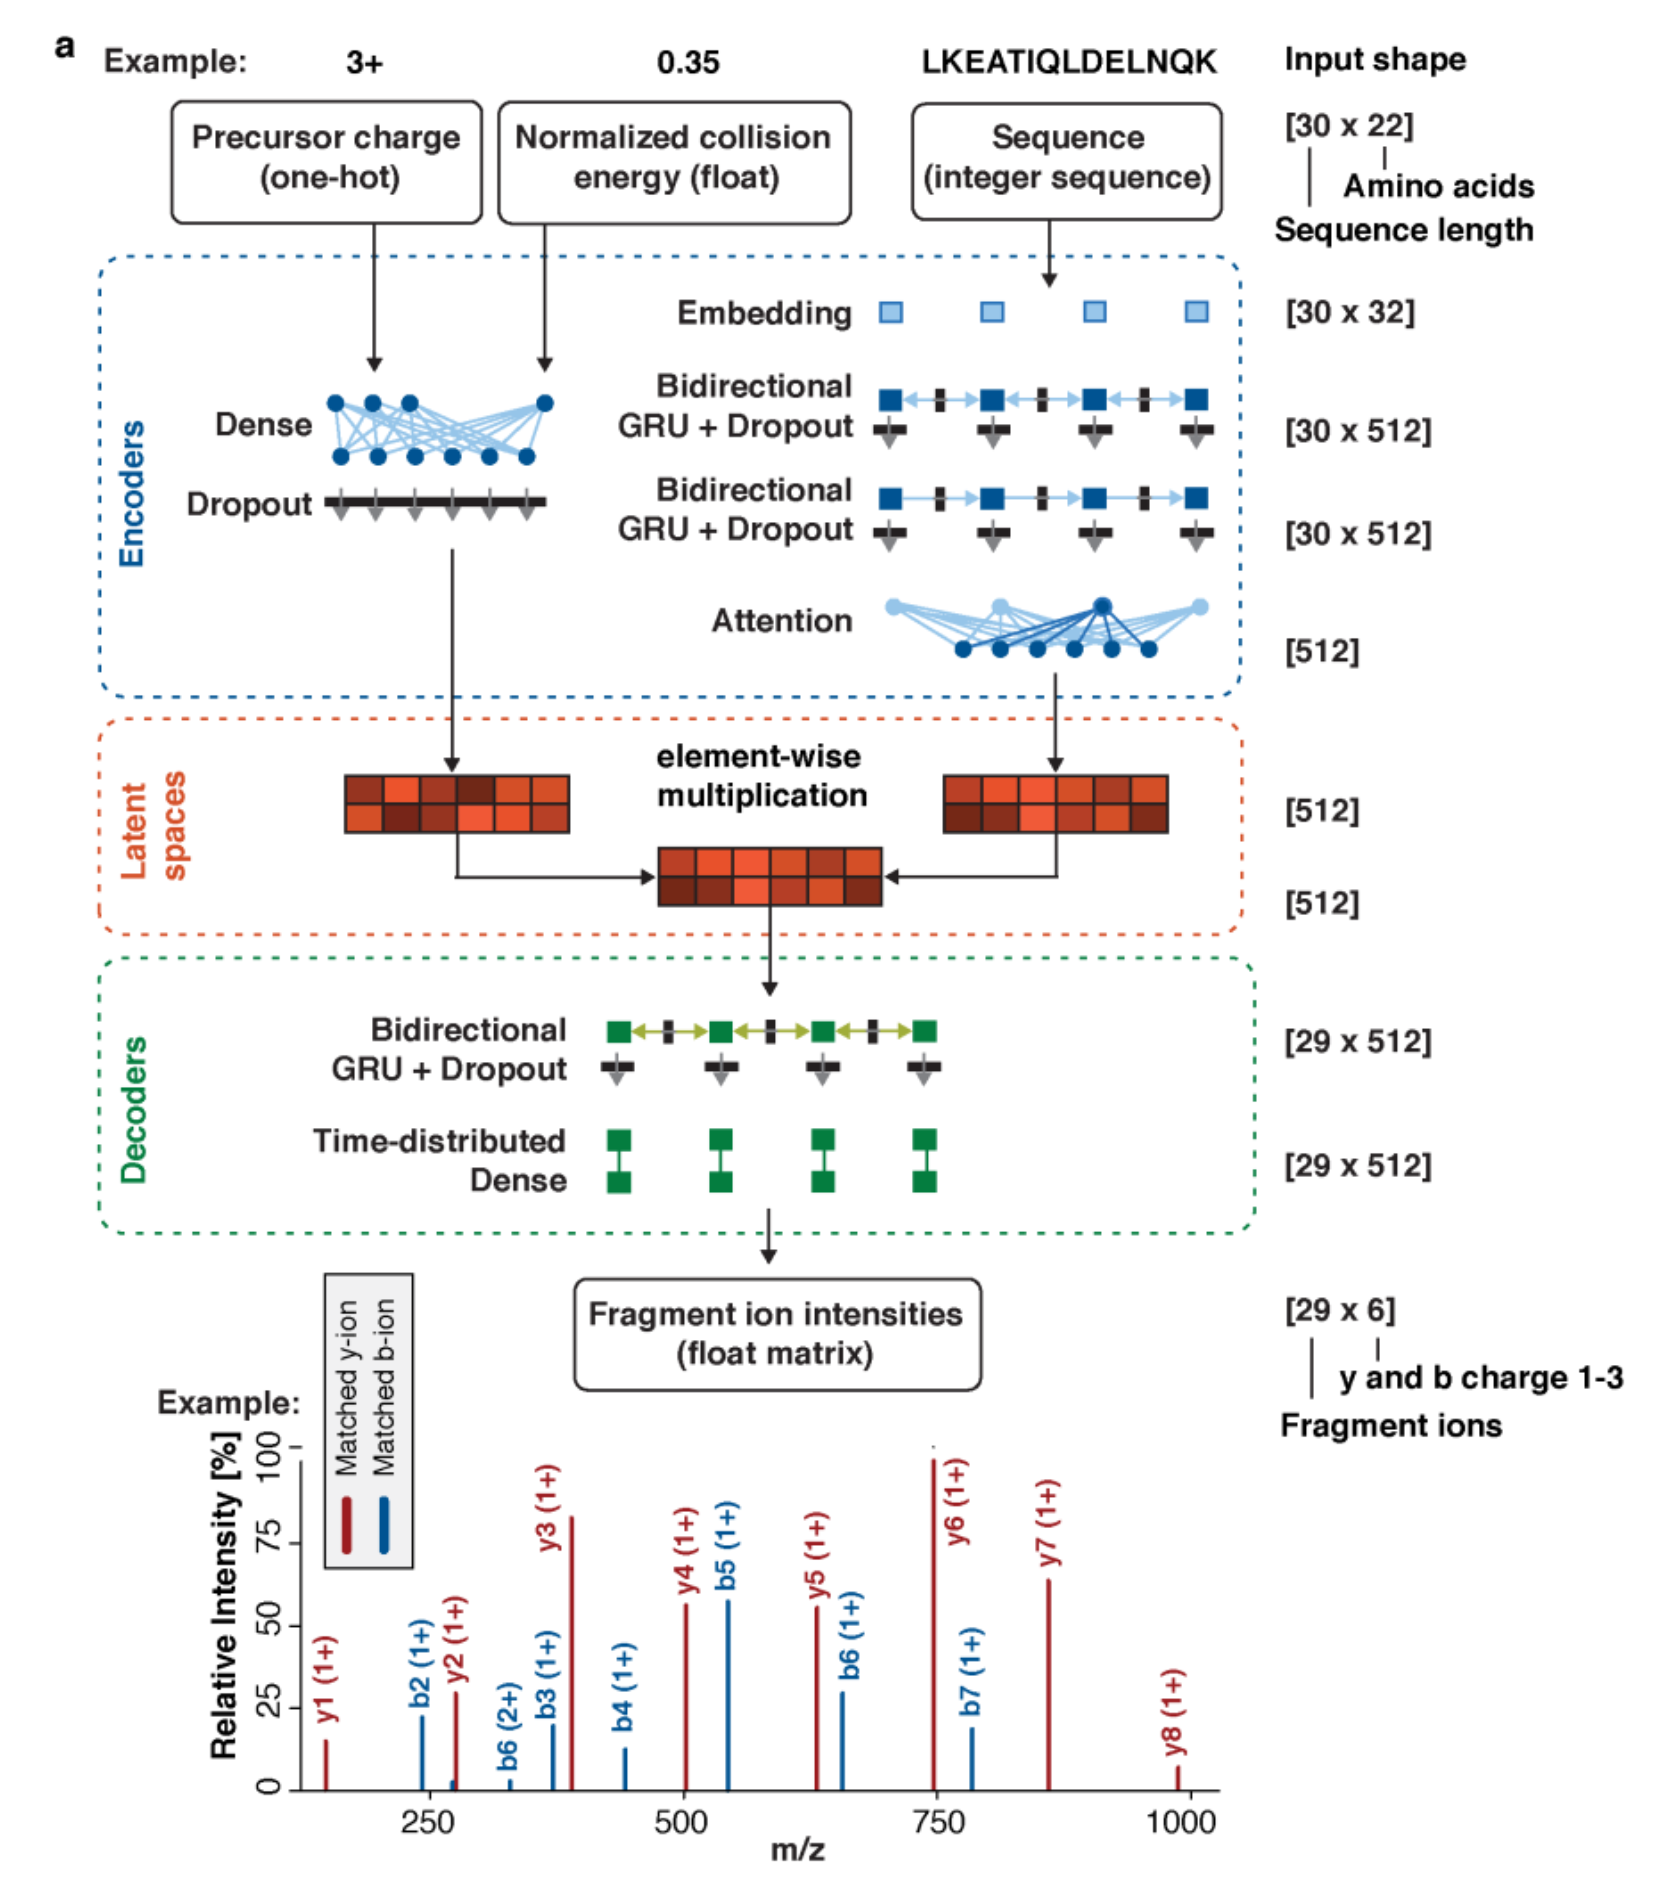 a
Example: 3+ 0.35 LKEATIQLDELNQK Input shape
Precursor charge
(one-hot)
Normalized collision
energy (float)
Sequence
(integer sequence)
[30 x 22]
Amino acids
Sequence length
Encoders
Embedding
[30 x 32]
Dense
Bidirectional
GRU + Dropout
[30 x 512]
Dropout
Bidirectional
GRU + Dropout
[30 x 512]
Attention
[512]
Latent
spaces
element-wise
multiplication
[512]
[512]
Decoders
Bidirectional
GRU + Dropout
[29 x 512]
Time-distributed
Dense
[29 x 512]
Fragment ion intensities
(float matrix)
[29 x 6]
y and b charge 1-3
Fragment ions
Example:
Matched y-ion
Matched b-ion
Relative Intensity [%]
100
75
50
25
0
y1 (1+)
b2 (1+)
y2 (1+)
b6 (2+)
b3 (1+)
y3 (1+)
b4 (1+)
y4 (1+)
b5 (1+)
y5 (1+)
b6 (1+)
y6 (1+)
b7 (1+)
y7 (1+)
y8 (1+)
250 500 750 1000
m/z